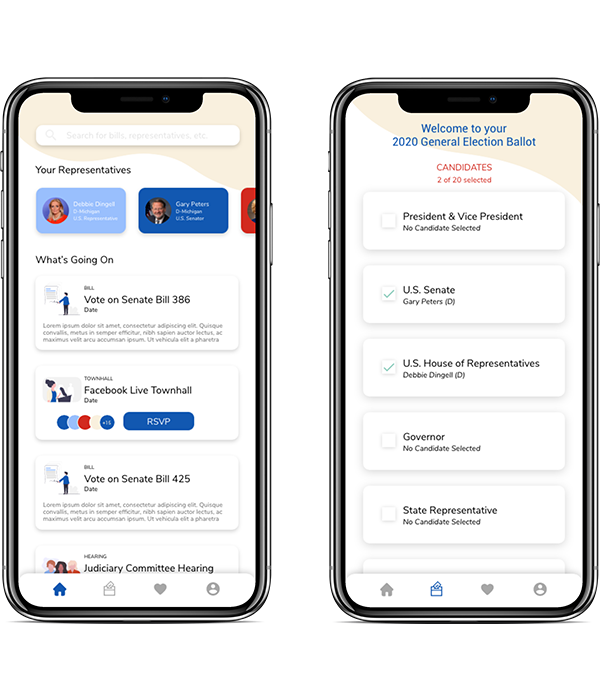 Search for bills, representatives, etc.
Your Representatives
Debbie Dingell
D-Michigan
U.S. Representative
Gary Peters
D-Michigan
U.S. Senator
What's Going On
BILL
Vote on Senate Bill 386
Date
Lorem ipsum dolor sit amet, consectetur adipiscing elit. Quisque
convallis, metus in semper efficitur, nibh sapien auctor lectus, ac
maximus velit arcu accumsan ipsum. Ut vehicula et a pharetra
TOWNHALL
Facebook Live Townhall
Date
+15
RSVP
BILL
Vote on Senate Bill 425
Date
Lorem ipsum dolor sit amet, consectetur adipiscing elit. Quisque
convallis, metus in semper efficitur, nibh sapien auctor lectus, ac
maximus velit arcu accumsan ipsum. Ut vehicula et a pharetra
HEARING
Judiciary Committee Hearing
Welcome to your
2020 General Election Ballot
CANDIDATES
2 of 20 selected
President & Vice President
No Candidate Selected
U.S. Senate
Gary Peters (D)
U.S. House of Representatives
Debbie Dingell (D)
Governor
No Candidate Selected
State Representative
No Candidate Selected